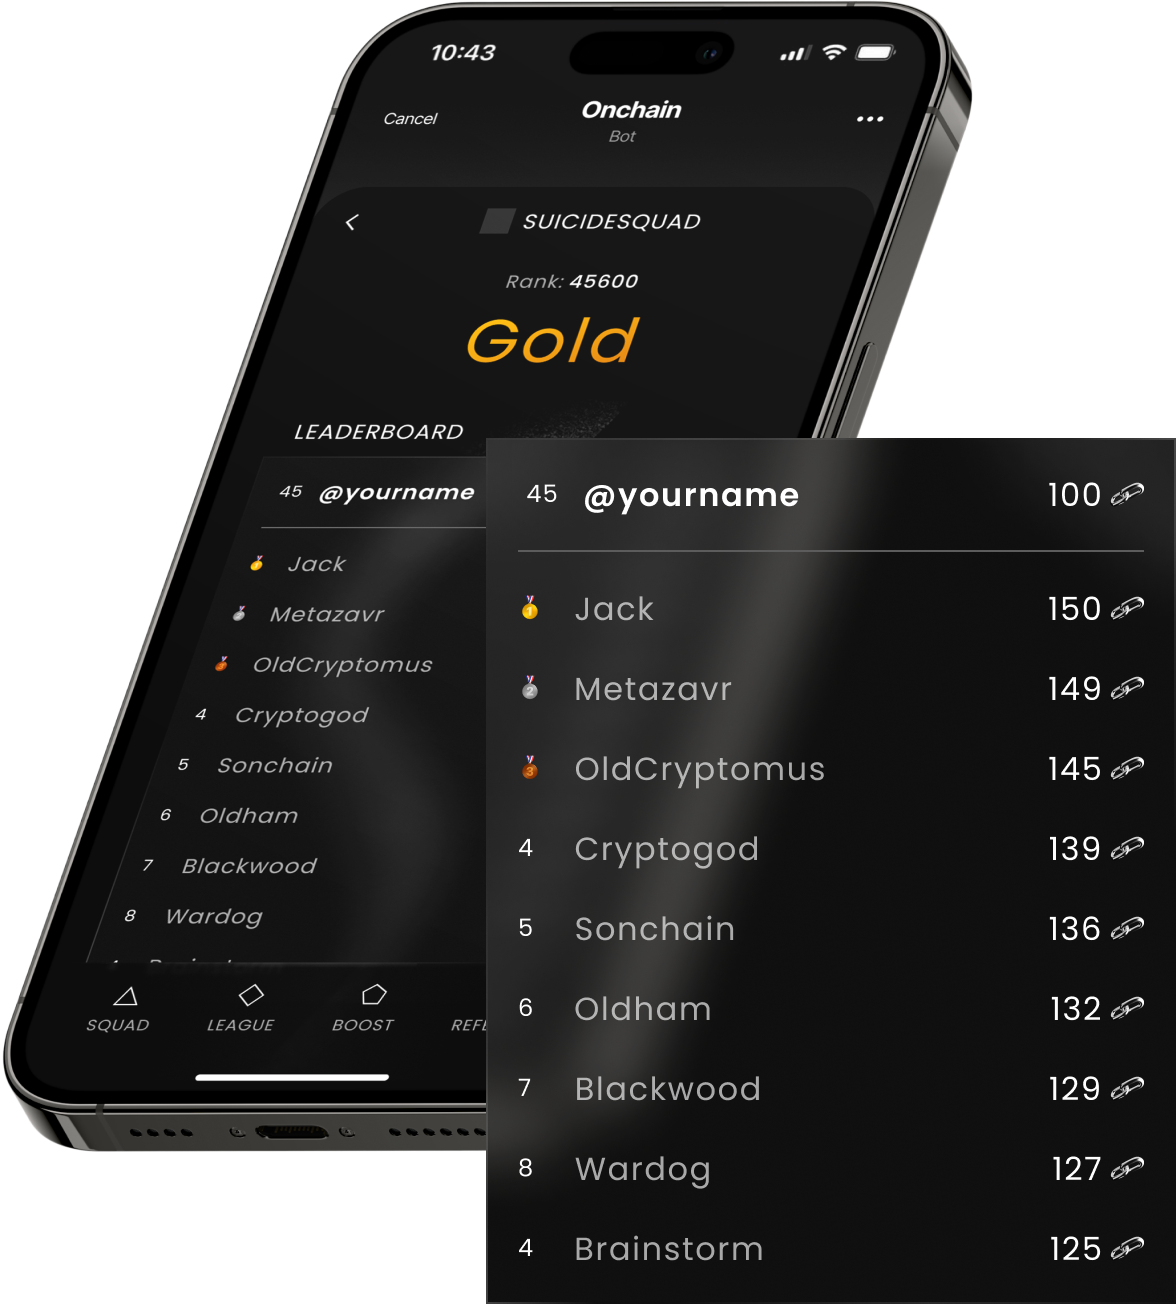 10:43
Cancel
Onchain
Bot
SUICIDESQUAD
Rank: 45600
Gold
LEADERBOARD
45 @yourname
Jack
Metazavr
OldCryptomus
4 Cryptogod
5 Sonchain
6 Oldham
7 Blackwood
8 Wardog
SQUAD LEAGUE BOOST
45 @yourname 100
1 Jack 150
2 Metazavr 149
3 OldCryptomus 145
4 Cryptogod 139
5 Sonchain 136
6 Oldham 132
7 Blackwood 129
8 Wardog 127
4 Brainstorm 125